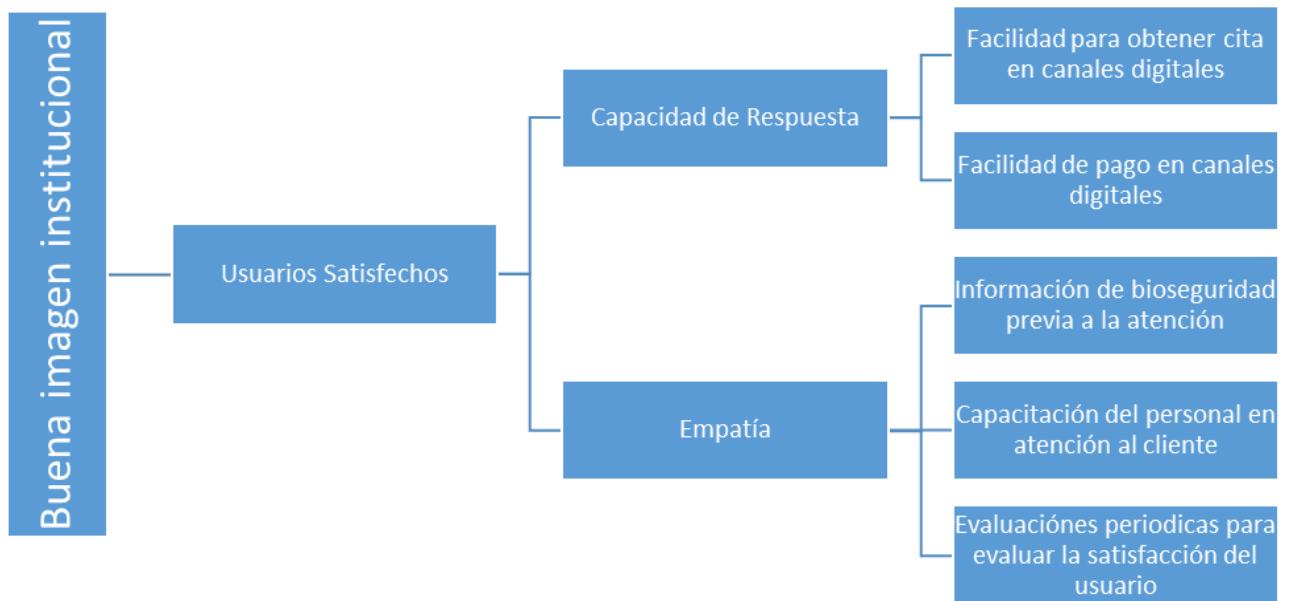 Buena imagen institucional
Usuarios Satisfechos
Capacidad de Respuesta
Facilidad para obtener cita
en canales digitales
Facilidad de pago en canales
digitales
Empatía
Información de bioseguridad
previa a la atención
Capacitación del personal en
atención al cliente
Evaluaciónes periodicas para
evaluar la satisfacción del
usuario